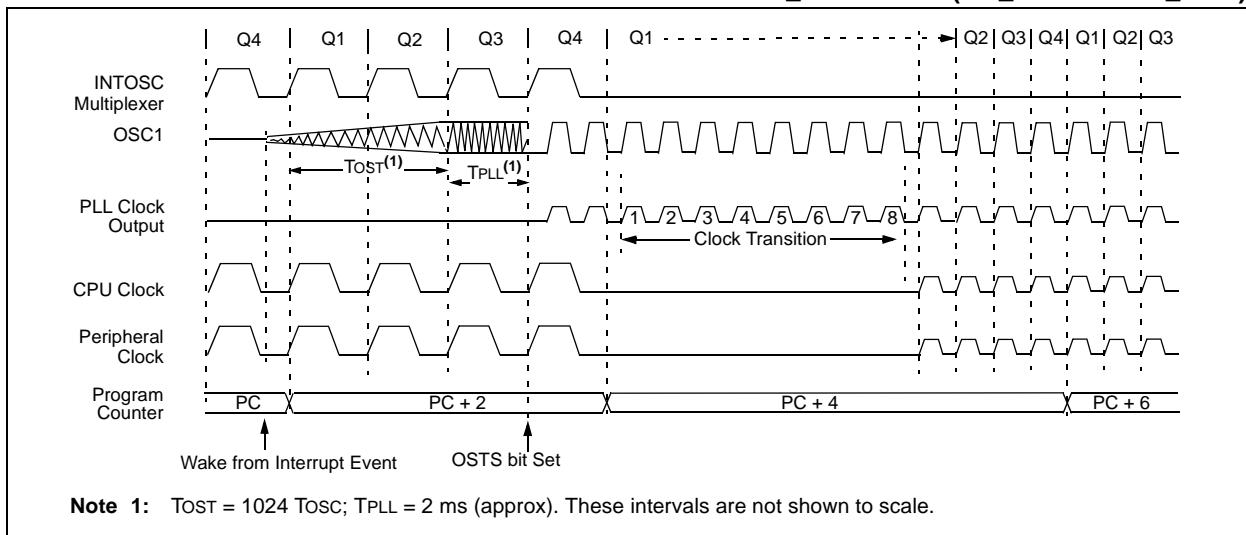 Q4 Q1 Q2 Q3 Q4 Q1 Q2 Q3 Q4 Q1 Q2 Q3
INTOSC
Multiplexer
OSC1
TOST(1)
TPLL(1)
PLL Clock
Output
1 2 3 4 5 6 7 8
Clock Transition
CPU Clock
Peripheral
Clock
Program
Counter
PC PC + 2 PC + 4 PC + 6
Wake from Interrupt Event OSTS bit Set
Note 1: TOST = 1024 TOSC; TPLL = 2 ms (approx). These intervals are not shown to scale.